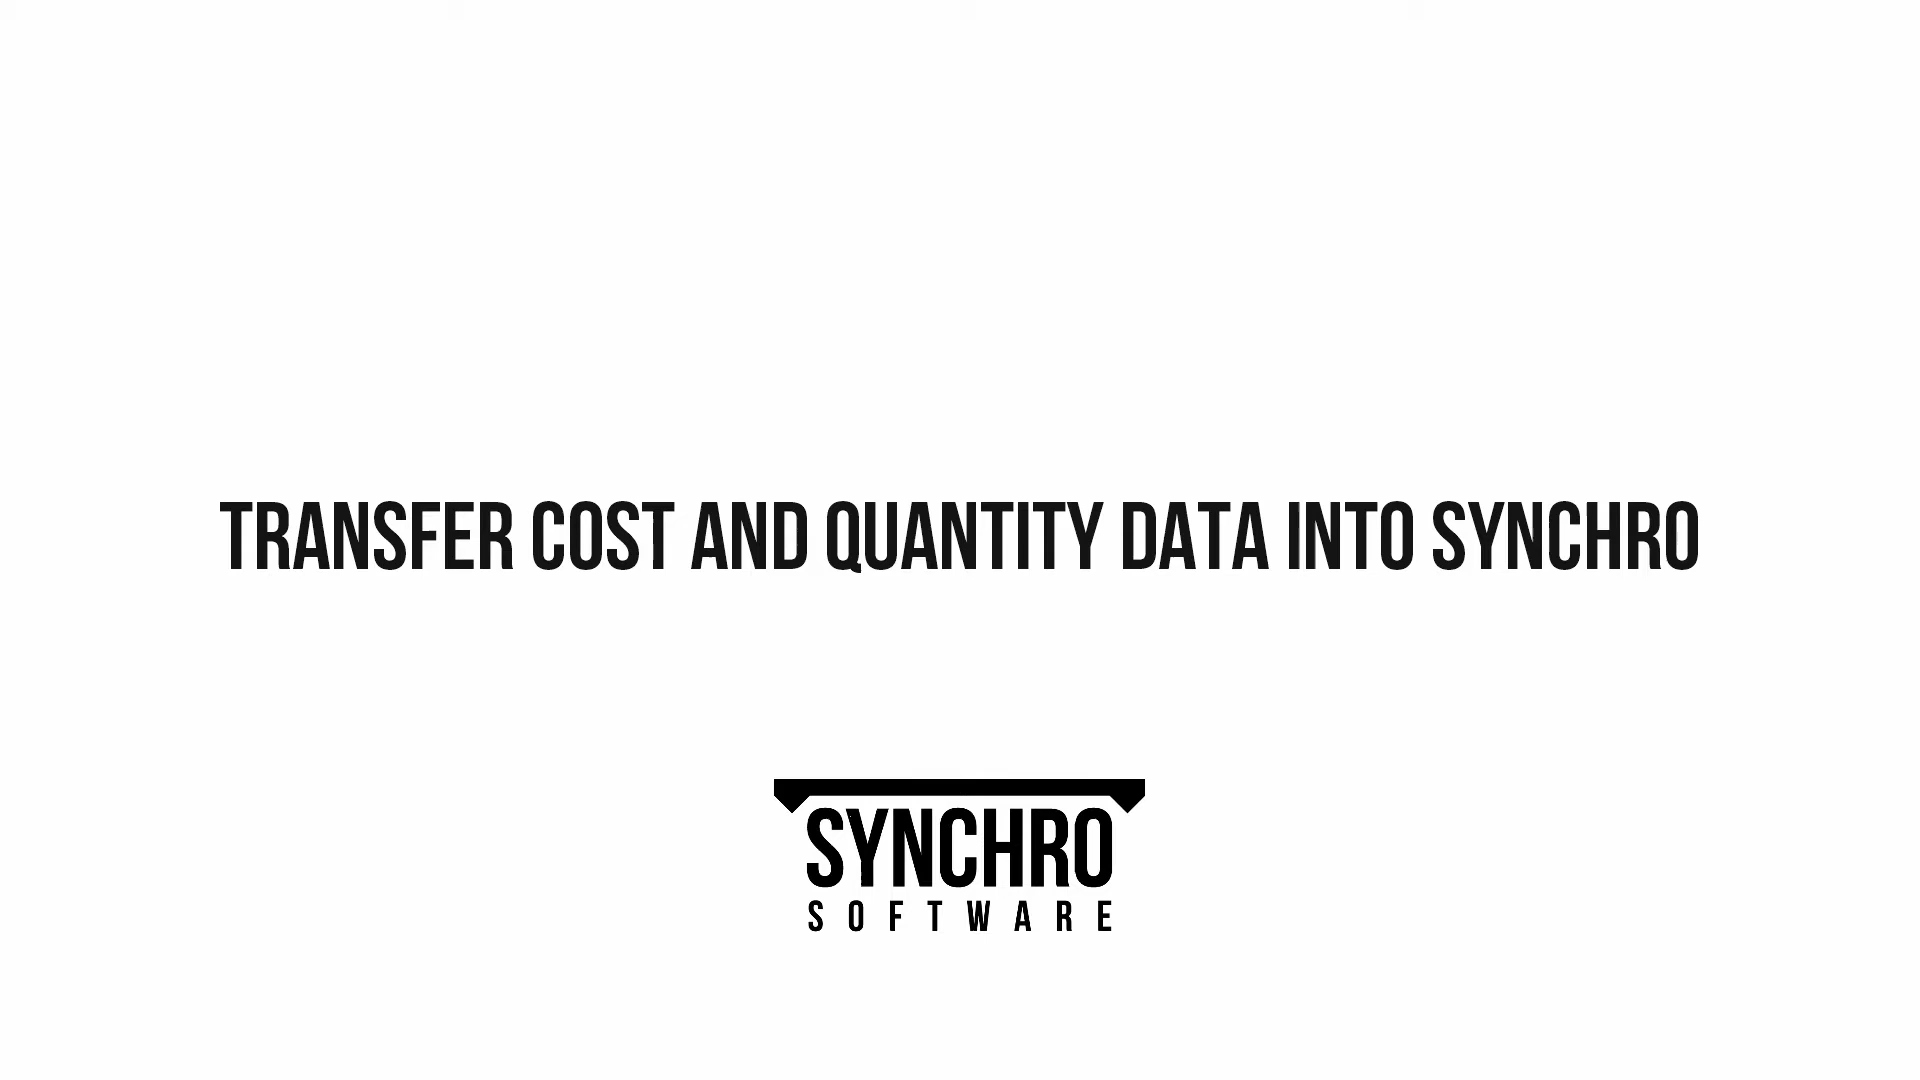 TRANSFER COST AND QUANTITY DATA INTO SYNCHRO
SYNCHRO
SOFTWARE